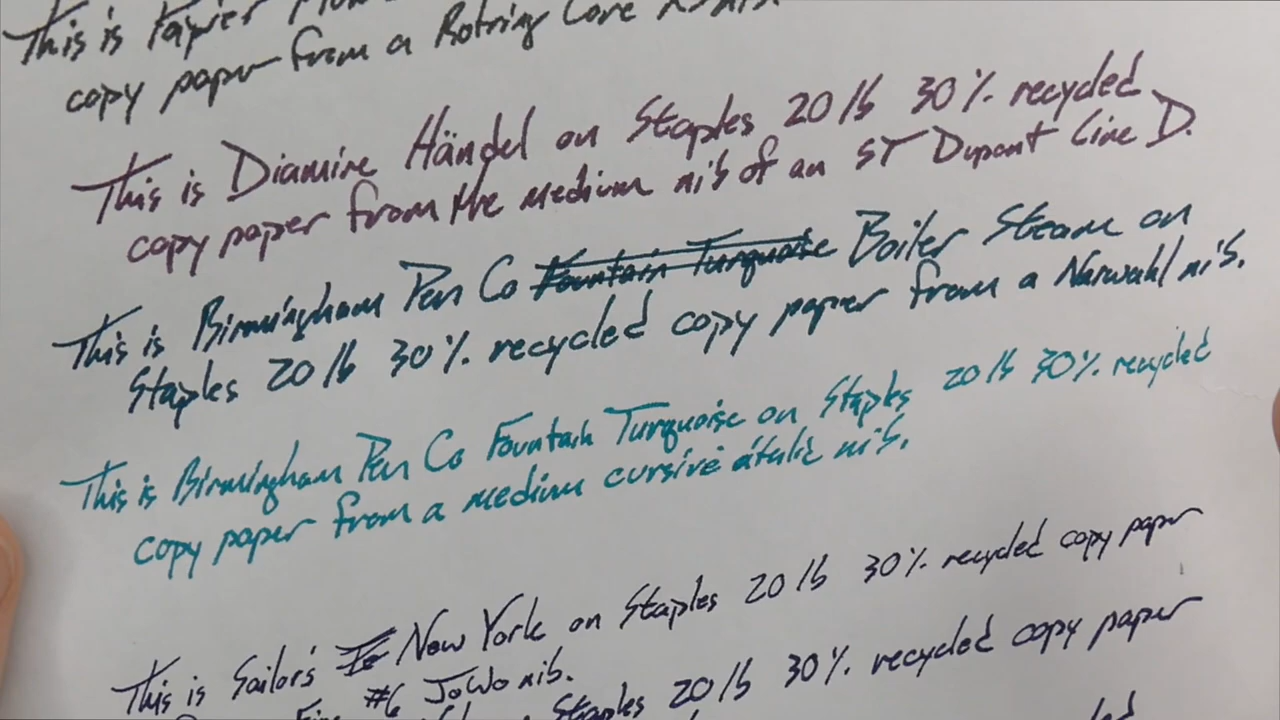 This is Papier
copy paper from a Rotring Core
This is Diamine Händel on Staples 20 lb 30% recycled
copy paper from the medium nib of an ST Dupont Line D.
This is Birmingham Pen Co Fountain Turquoise Boiler Steam on
Staples 20 lb 30% recycled copy paper from a Narwahl nib.
This is Birmingham Pen Co Fountain Turquoise on Staples 20 lb 30% recycled
copy paper from a medium cursive italic nib.
This is Sailor's New York on Staples 20 lb 30% recycled copy paper
#6 JoWo nib.
Staples 20 lb 30% recycled copy paper